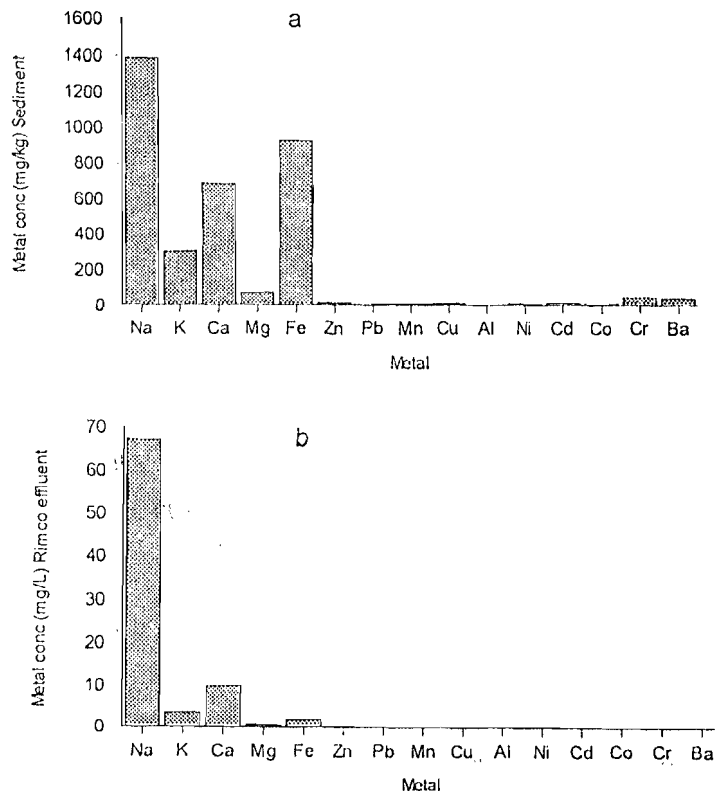 a
Metal conc (mg/kg) Sediment
1600
1400
1200
1000
800
600
400
200
0
Na K Ca Mg Fe Zn Pb Mn Cu Al Ni Cd Co Cr Ba
Metal
b
Metal conc (mg/L) Rimco effluent
70
60
50
40
30
20
10
0
Na K Ca Mg Fe Zn Pb Mn Cu Al Ni Cd Co Cr Ba
Metal